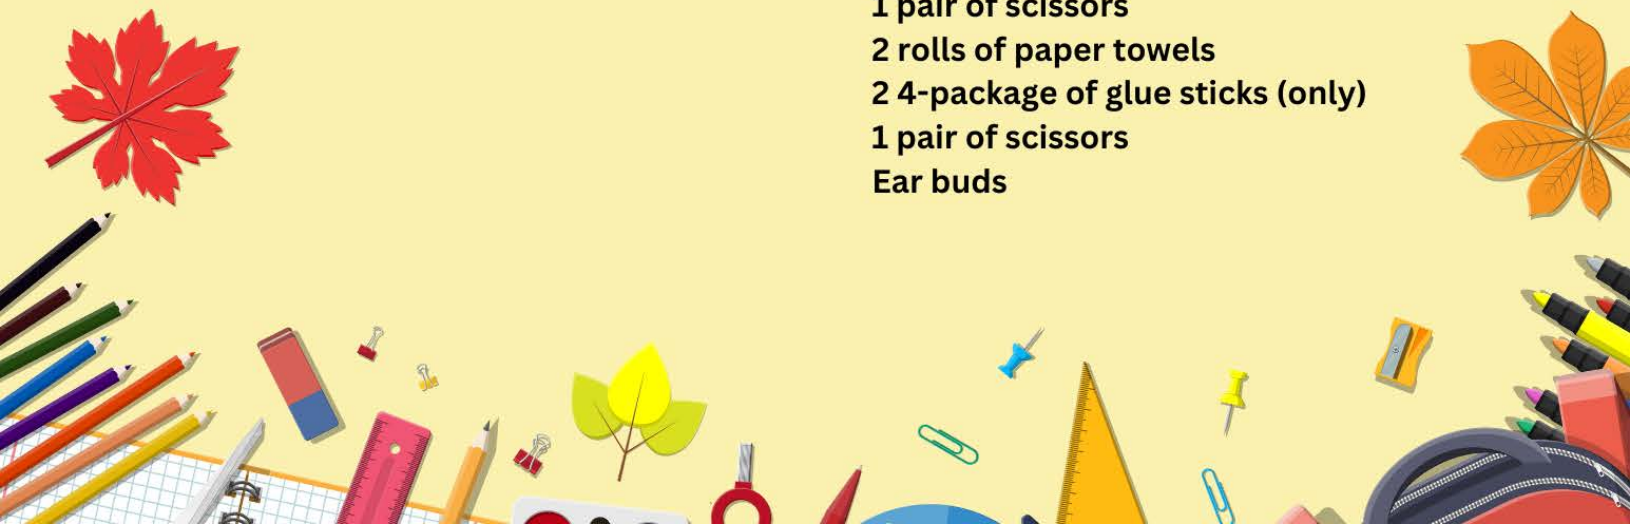 1 pair of scissors
2 rolls of paper towels
2 4-package of glue sticks (only)
1 pair of scissors
Ear buds